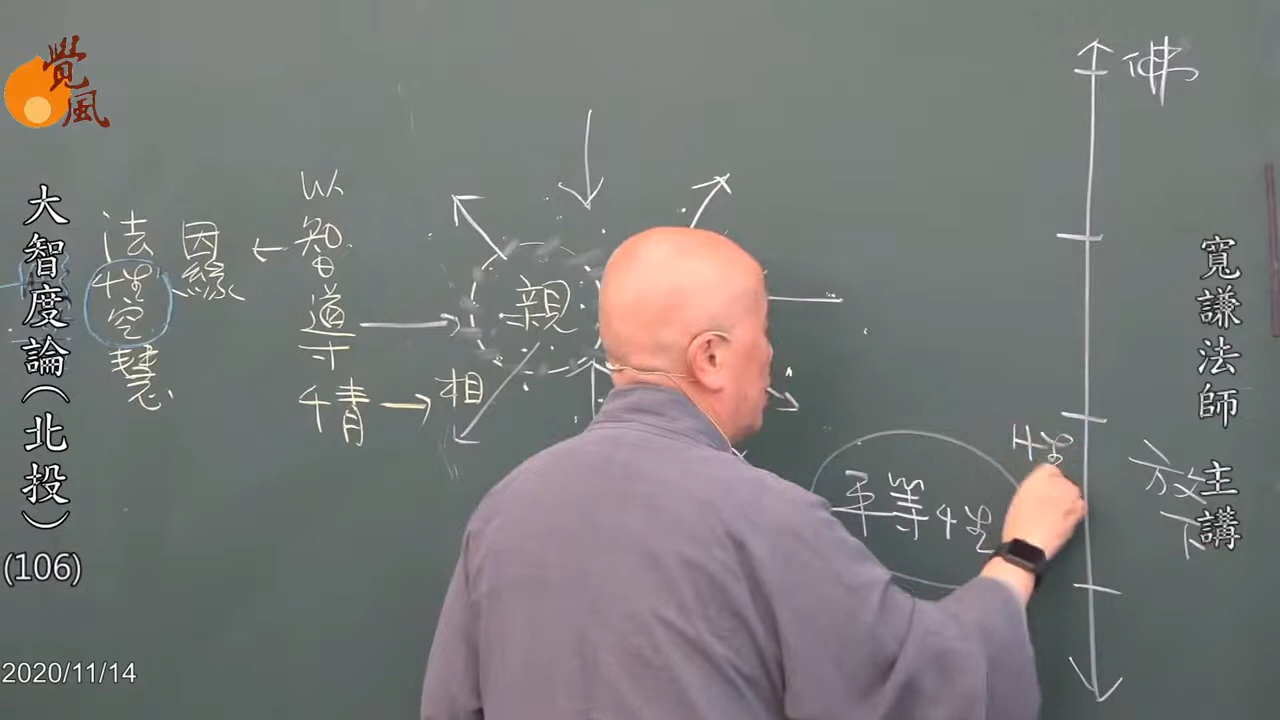 覺風
大智度論(北投)
(106)
2020/11/14
寬謙法師 主講
法性空慧
因緣
以智導情
相
親
平等性
性
佛
放下